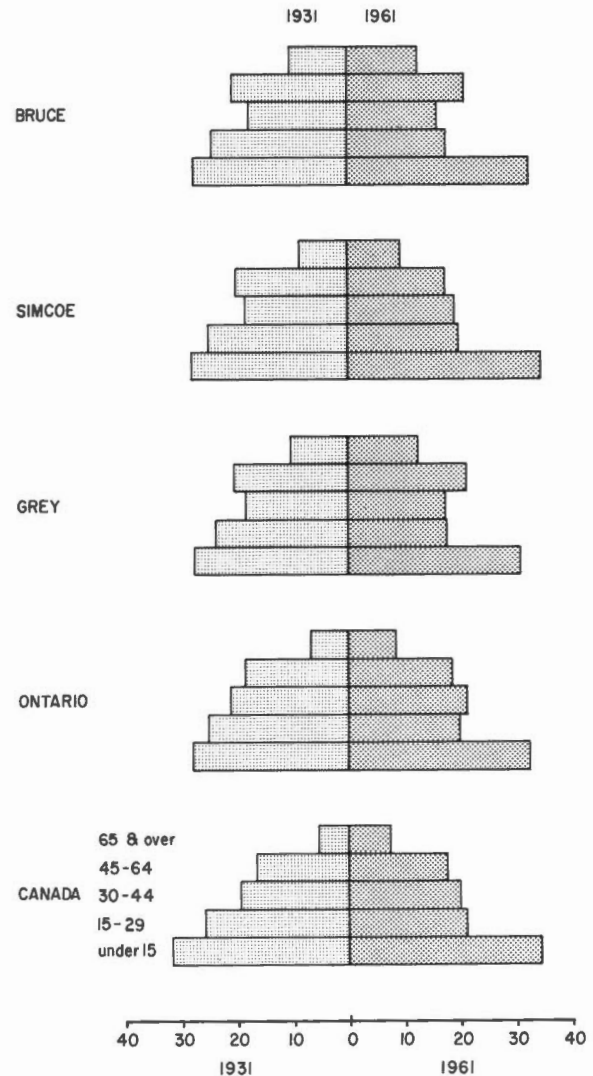 1931 1961
BRUCE
SIMCOE
GREY
ONTARIO
65 & over
45-64
CANADA 30-44
15-29
under 15
40 30 20 10 0 10 20 30 40
1931 1961